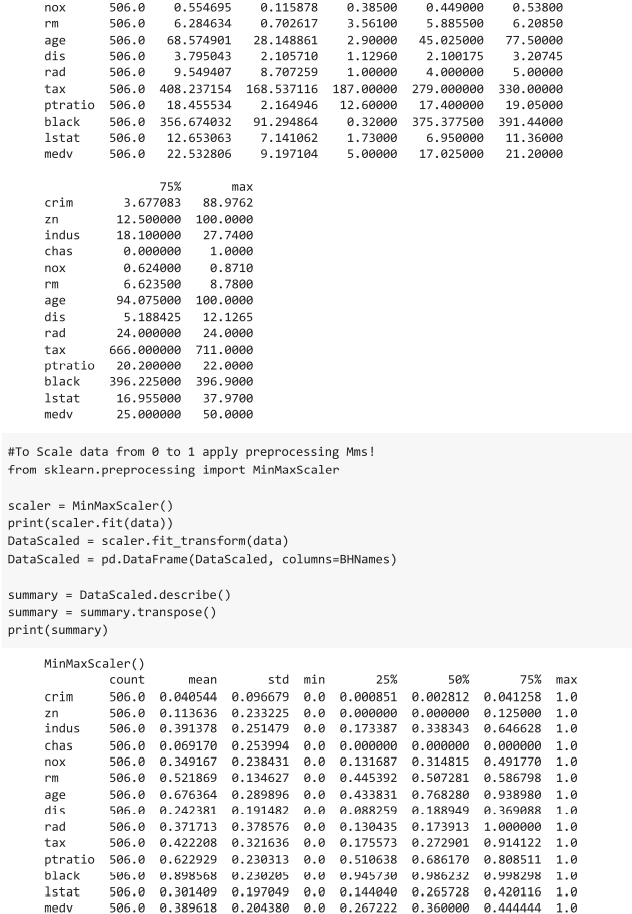 nox 506.0 0.554695 0.115878 0.38500 0.449000 0.53800
rm 506.0 6.284634 0.702617 3.56100 5.885500 6.20850
age 506.0 68.574901 28.148861 2.90000 45.025000 77.50000
dis 506.0 3.795043 2.105710 1.12960 2.100175 3.20745
rad 506.0 9.549407 8.707259 1.00000 4.000000 5.00000
tax 506.0 408.237154 168.537116 187.00000 279.000000 330.00000
ptratio 506.0 18.455534 2.164946 12.60000 17.400000 19.05000
black 506.0 356.674032 91.294864 0.32000 375.377500 391.44000
lstat 506.0 12.653063 7.141062 1.73000 6.950000 11.36000
medv 506.0 22.532806 9.197104 5.00000 17.025000 21.20000
75% max
crim 3.677083 88.9762
zn 12.500000 100.0000
indus 18.100000 27.7400
chas 0.000000 1.0000
nox 0.624000 0.8710
rm 6.623500 8.7800
age 94.075000 100.0000
dis 5.188425 12.1265
rad 24.000000 24.0000
tax 666.000000 711.0000
ptratio 20.200000 22.0000
black 396.225000 396.9000
lstat 16.955000 37.9700
medv 25.000000 50.0000
#To Scale data from 0 to 1 apply preprocessing Mms!
from sklearn.preprocessing import MinMaxScaler
scaler = MinMaxScaler()
print(scaler.fit(data))
DataScaled = scaler.fit_transform(data)
DataScaled = pd.DataFrame(DataScaled, columns=BHNames)
summary = DataScaled.describe()
summary = summary.transpose()
print(summary)
MinMaxScaler()
count mean std min 25% 50% 75% max
crim 506.0 0.040544 0.096679 0.0 0.000851 0.002812 0.041258 1.0
zn 506.0 0.113636 0.233225 0.0 0.000000 0.000000 0.125000 1.0
indus 506.0 0.391378 0.251479 0.0 0.173387 0.338343 0.646628 1.0
chas 506.0 0.069170 0.253994 0.0 0.000000 0.000000 0.000000 1.0
nox 506.0 0.349167 0.238431 0.0 0.131687 0.314815 0.491770 1.0
rm 506.0 0.521869 0.134627 0.0 0.445392 0.507281 0.586798 1.0
age 506.0 0.676364 0.289896 0.0 0.433831 0.768280 0.938980 1.0
dis 506.0 0.242381 0.191482 0.0 0.088259 0.188949 0.369088 1.0
rad 506.0 0.371713 0.378576 0.0 0.130435 0.173913 1.000000 1.0
tax 506.0 0.422208 0.321636 0.0 0.175573 0.272901 0.914122 1.0
ptratio 506.0 0.622929 0.230313 0.0 0.510638 0.686170 0.808511 1.0
black 506.0 0.898568 0.230205 0.0 0.945730 0.986232 0.998298 1.0
lstat 506.0 0.301409 0.197049 0.0 0.144040 0.265728 0.420116 1.0
medv 506.0 0.389618 0.204380 0.0 0.267222 0.360000 0.444444 1.0